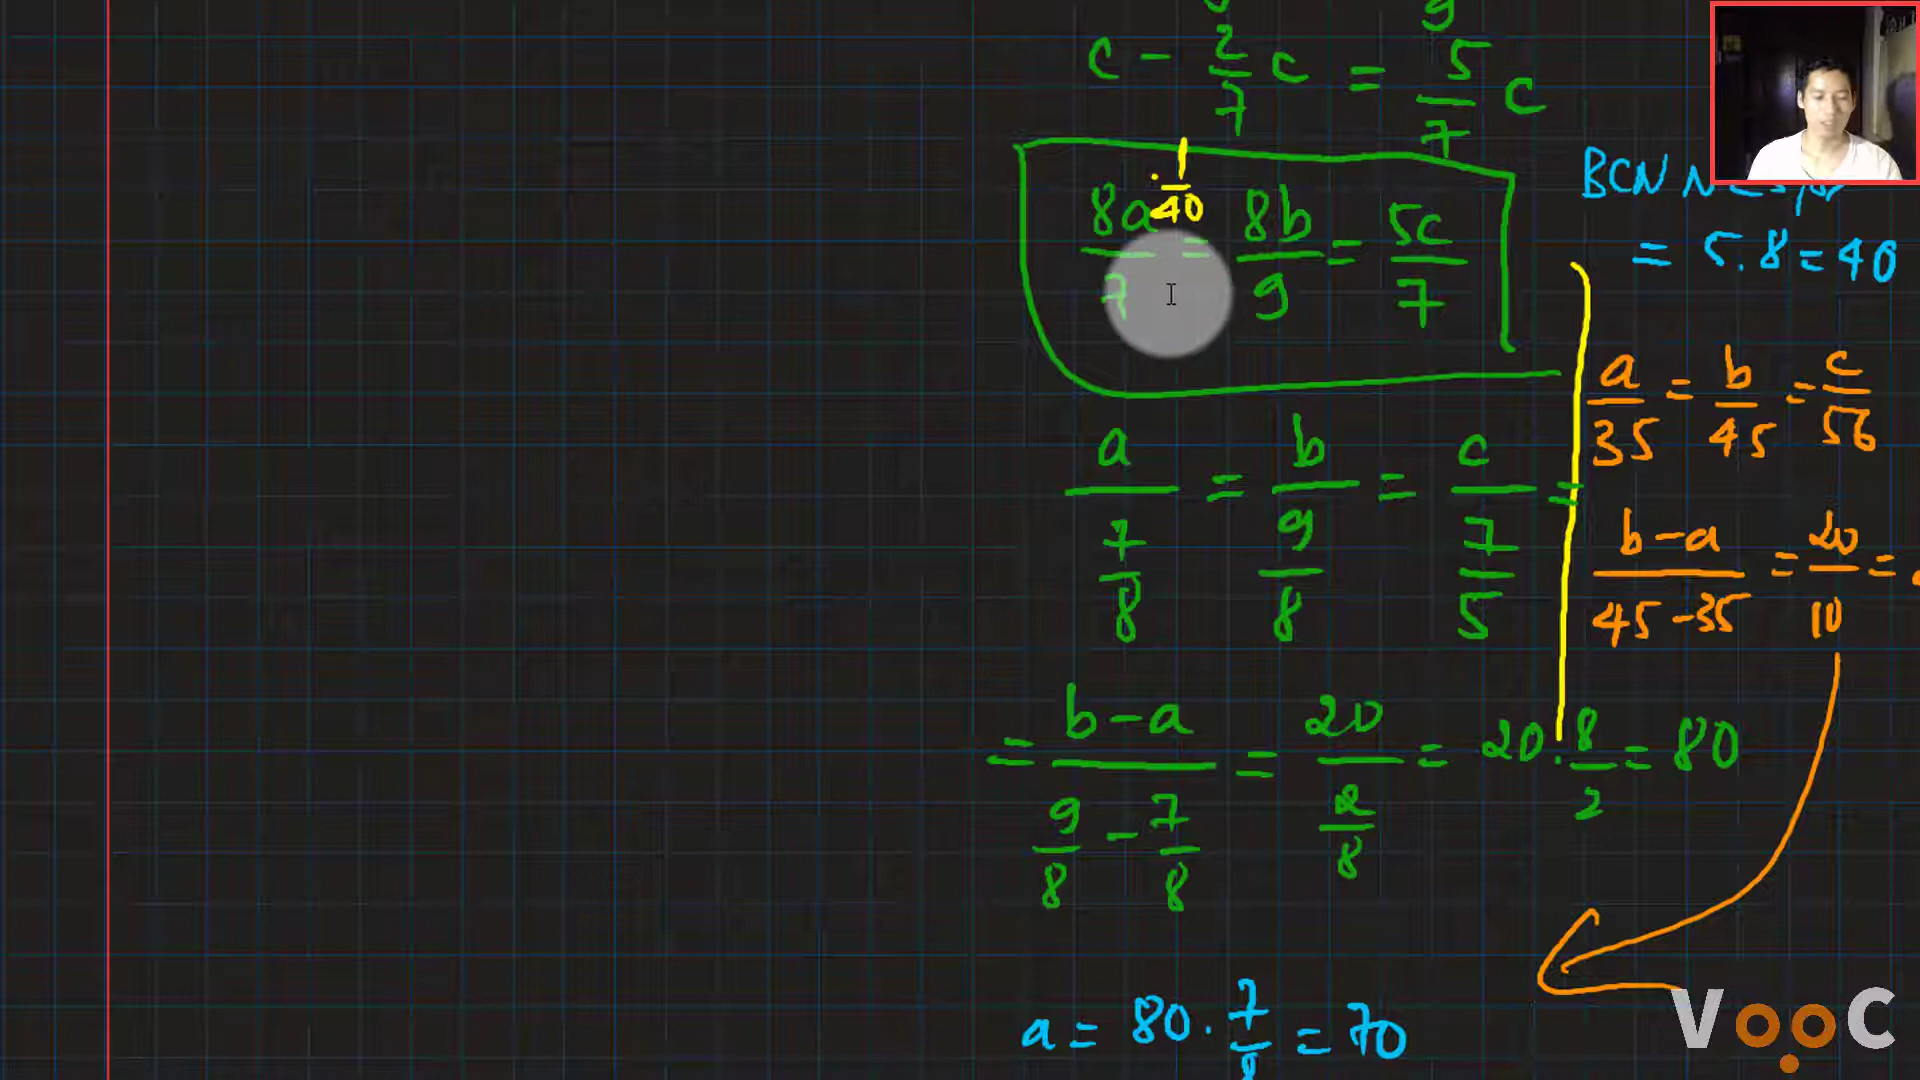 c - 2/7 c = 5/7 c
BCNN
= 5.8 = 40
8a/7 . 1/40 = 8b/9 = 5c/7
a/35 = b/45 = c/56
a/(7/8) = b/(9/8) = c/(7/5) =
(b-a)/(45-35) = 20/10 =
= (b-a)/(9/8 - 7/8) = 20/(2/8) = 20 . 8/2 = 80
a = 80 . 7/8 = 70
VooC